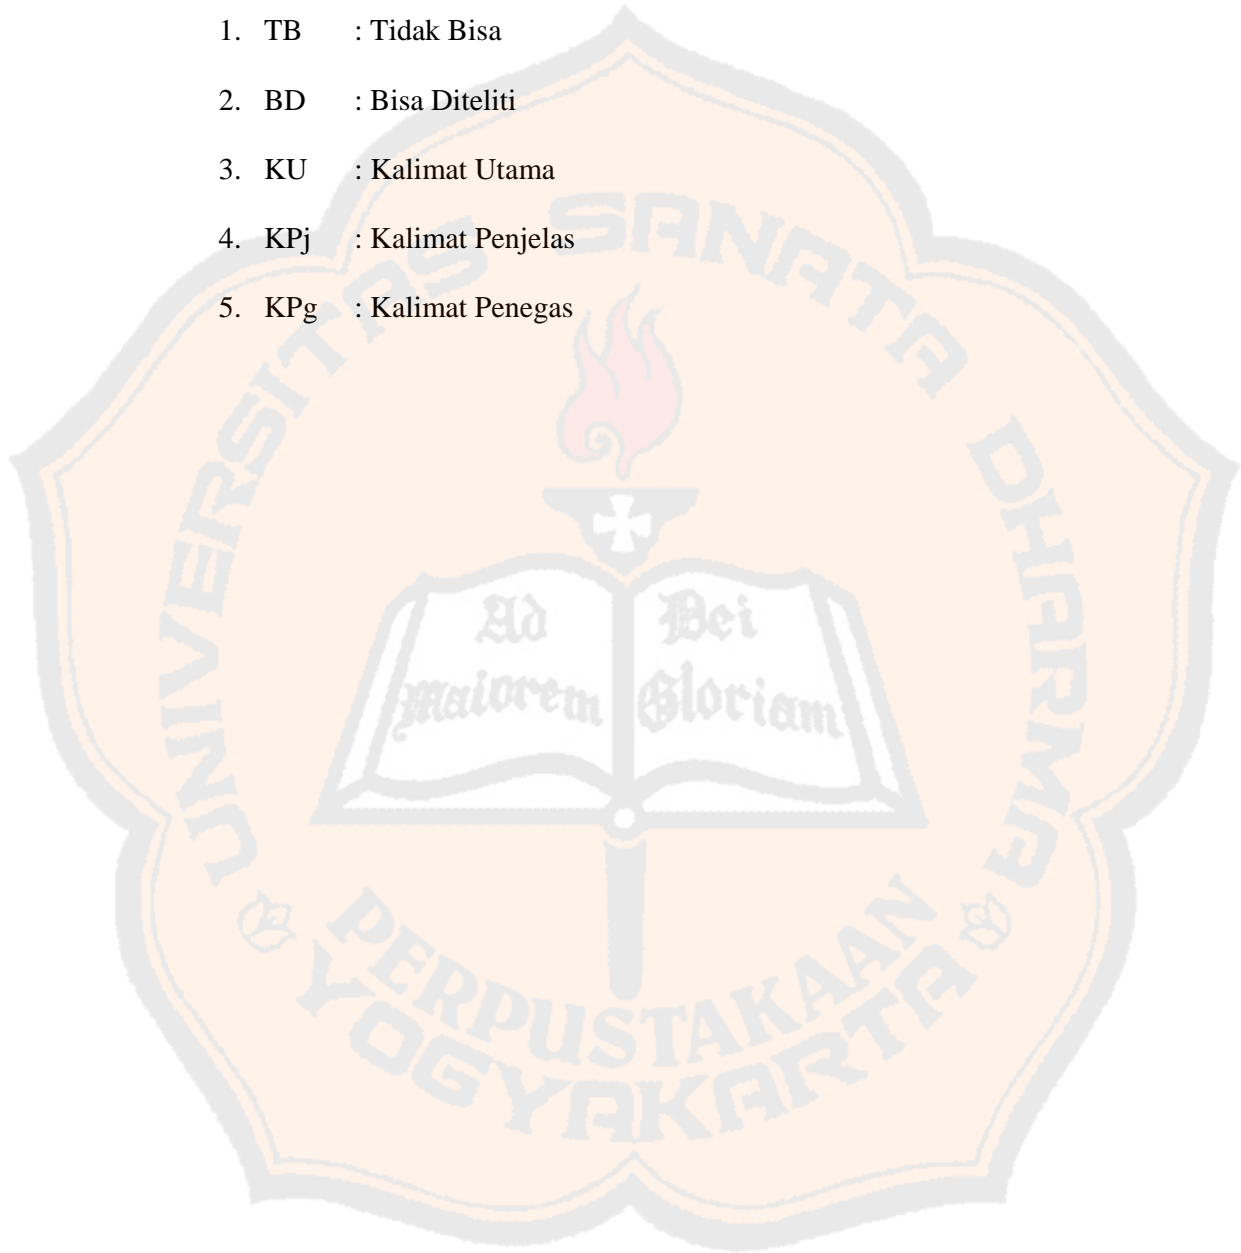 1. TB : Tidak Bisa
2. BD : Bisa Diteliti
3. KU : Kalimat Utama
4. KPj : Kalimat Penjelas
5. KPg : Kalimat Penegas
UNIVERSITAS SANATA DHARMA
Ad Dei
Maiorem Gloriam
PERPUSTAKAAN
YOGYAKARTA